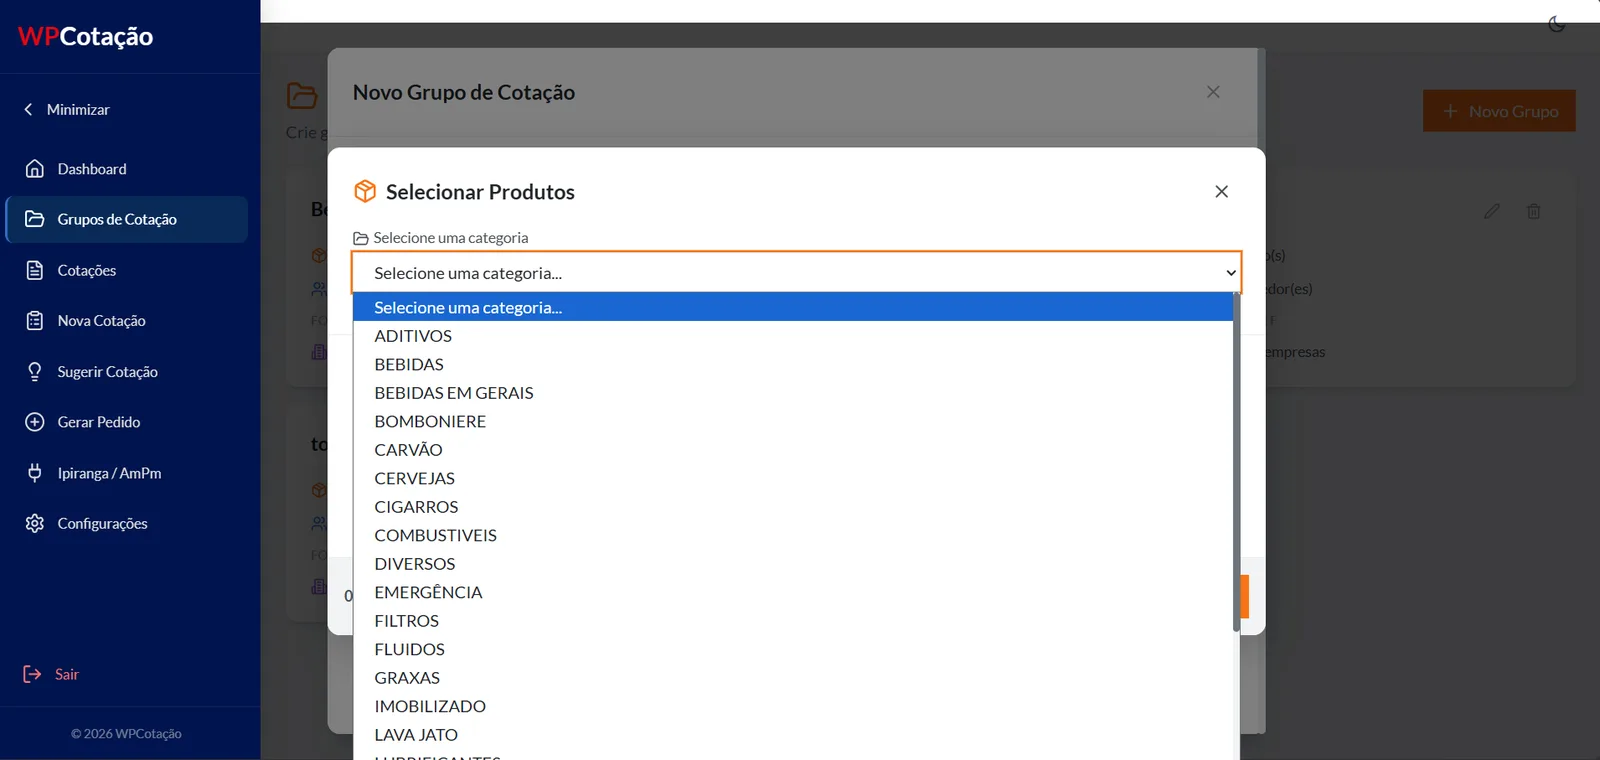 WPCotação
Minimizar
Dashboard
Grupos de Cotação
Cotações
Nova Cotação
Sugerir Cotação
Gerar Pedido
Ipiranga / AmPm
Configurações
Sair
© 2026 WPCotação
Novo Grupo de Cotação
Novo Grupo
Selecionar Produtos
Selecione uma categoria
Selecione uma categoria...
Selecione uma categoria...
ADITIVOS
BEBIDAS
BEBIDAS EM GERAIS
BOMBONIERE
CARVÃO
CERVEJAS
CIGARROS
COMBUSTIVEIS
DIVERSOS
EMERGÊNCIA
FILTROS
FLUIDOS
GRAXAS
IMOBILIZADO
LAVA JATO
LUBRIFICANTES
empresas